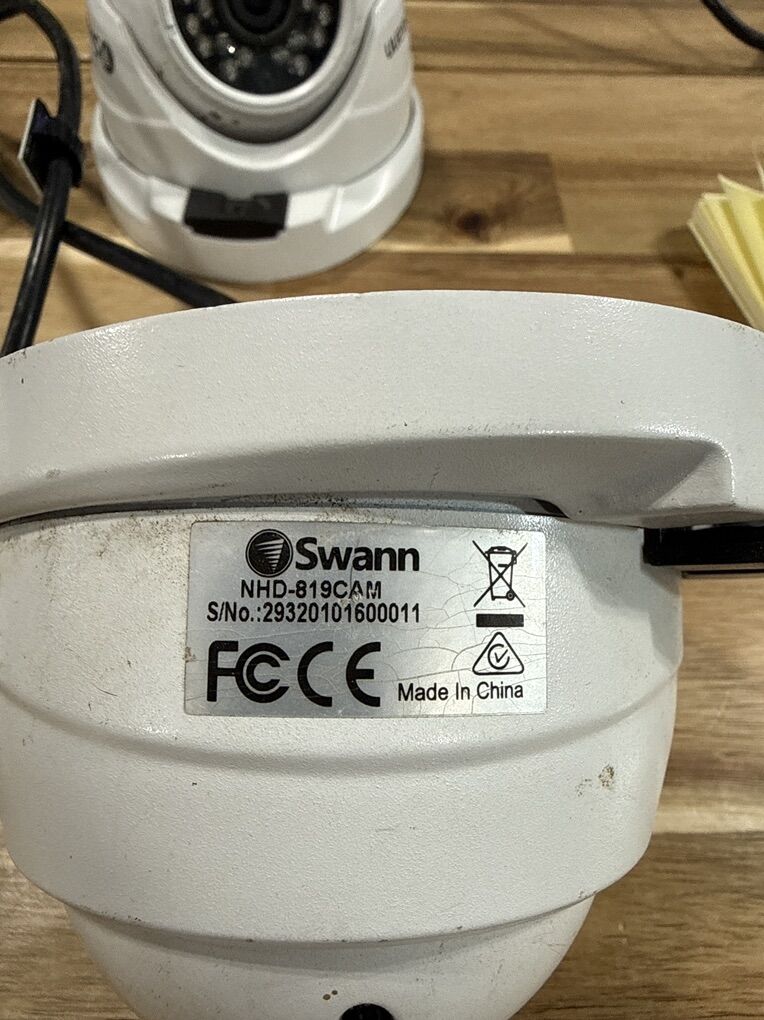 Swann
NHD-819CAM
S/No.:29320101600011
FC CE
Made In China